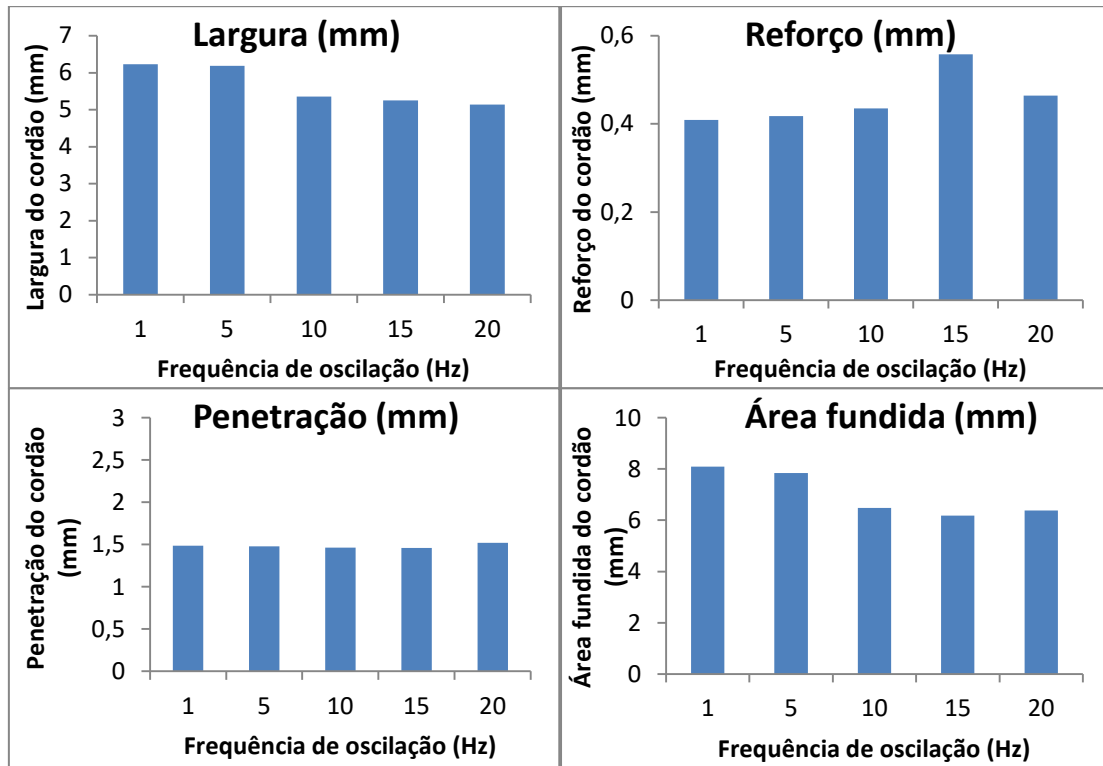 Largura (mm)
Largura do cordão (mm)
7
6
5
4
3
2
1
0
1 5 10 15 20
Frequência de oscilação (Hz)
Reforço (mm)
Reforço do cordão (mm)
0,6
0,4
0,2
0
1 5 10 15 20
Frequência de oscilação (Hz)
Penetração (mm)
Penetração do cordão
(mm)
3
2,5
2
1,5
1
0,5
0
1 5 10 15 20
Frequência de oscilação (Hz)
Área fundida (mm)
Área fundida do cordão
(mm)
10
8
6
4
2
0
1 5 10 15 20
Frequência de oscilação (Hz)